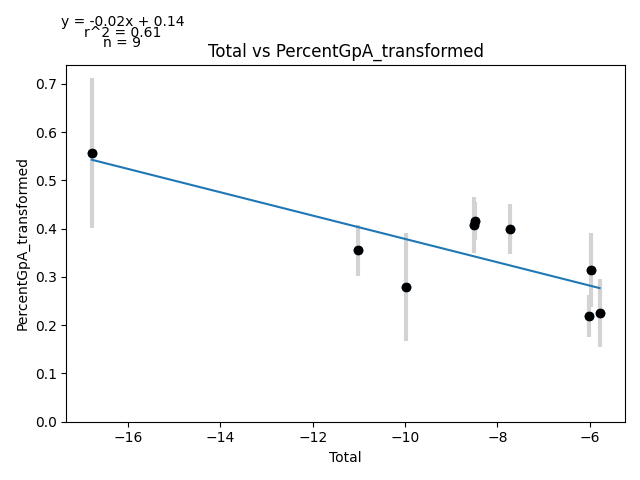 y = -0.02x + 0.14
r^2 = 0.61
n = 9
Total vs PercentGpA_transformed
PercentGpA_transformed
0.7
0.6
0.5
0.4
0.3
0.2
0.1
0.0
−16
−14
−12
−10
−8
−6
Total